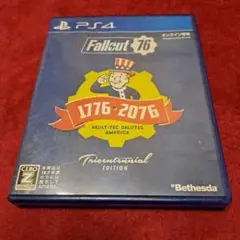 PS4
Fallout 76
オンライン専用
1776-2076
VAULT-TEC SALUTES
AMERICA
Tricentennial
EDITION
CERO
Z
Bethesda